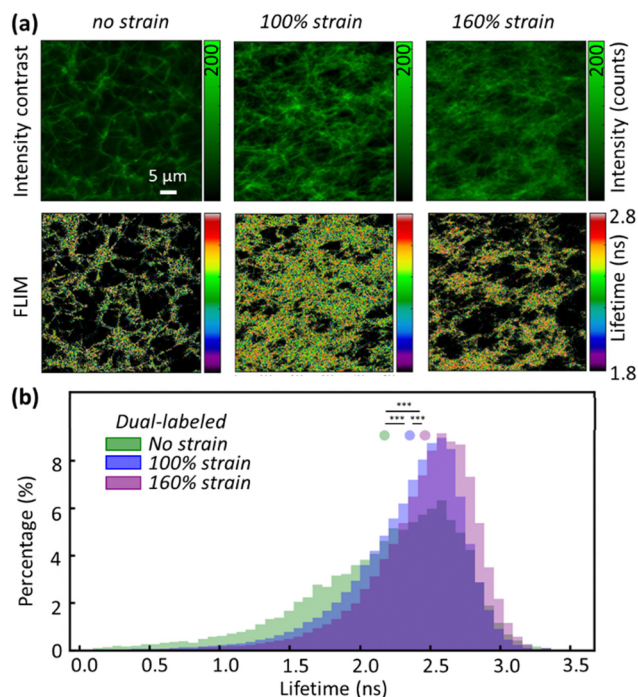 (a) no strain 100% strain 160% strain
Intensity contrast
200
200
200
Intensity (counts)
5 μm
FLIM
2.8
Lifetime (ns)
1.8
(b)
*** 
*** ***
Dual-labeled
No strain
100% strain
160% strain
Percentage (%)
8
6
4
2
0
0.0 0.5 1.0 1.5 2.0 2.5 3.0 3.5
Lifetime (ns)